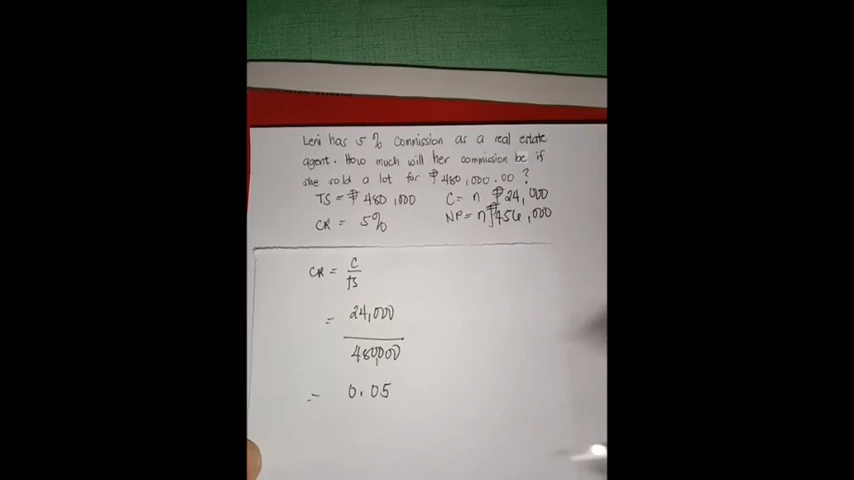 Leni has 5% commission as a real estate
agent. How much will her commission be if
she sold a lot for ₱480,000.00?
TS = ₱480,000 C = n ₱24,000
CR = 5% NP = n ₱456,000
CR = C
TS
= 24,000
480,000
= 0.05